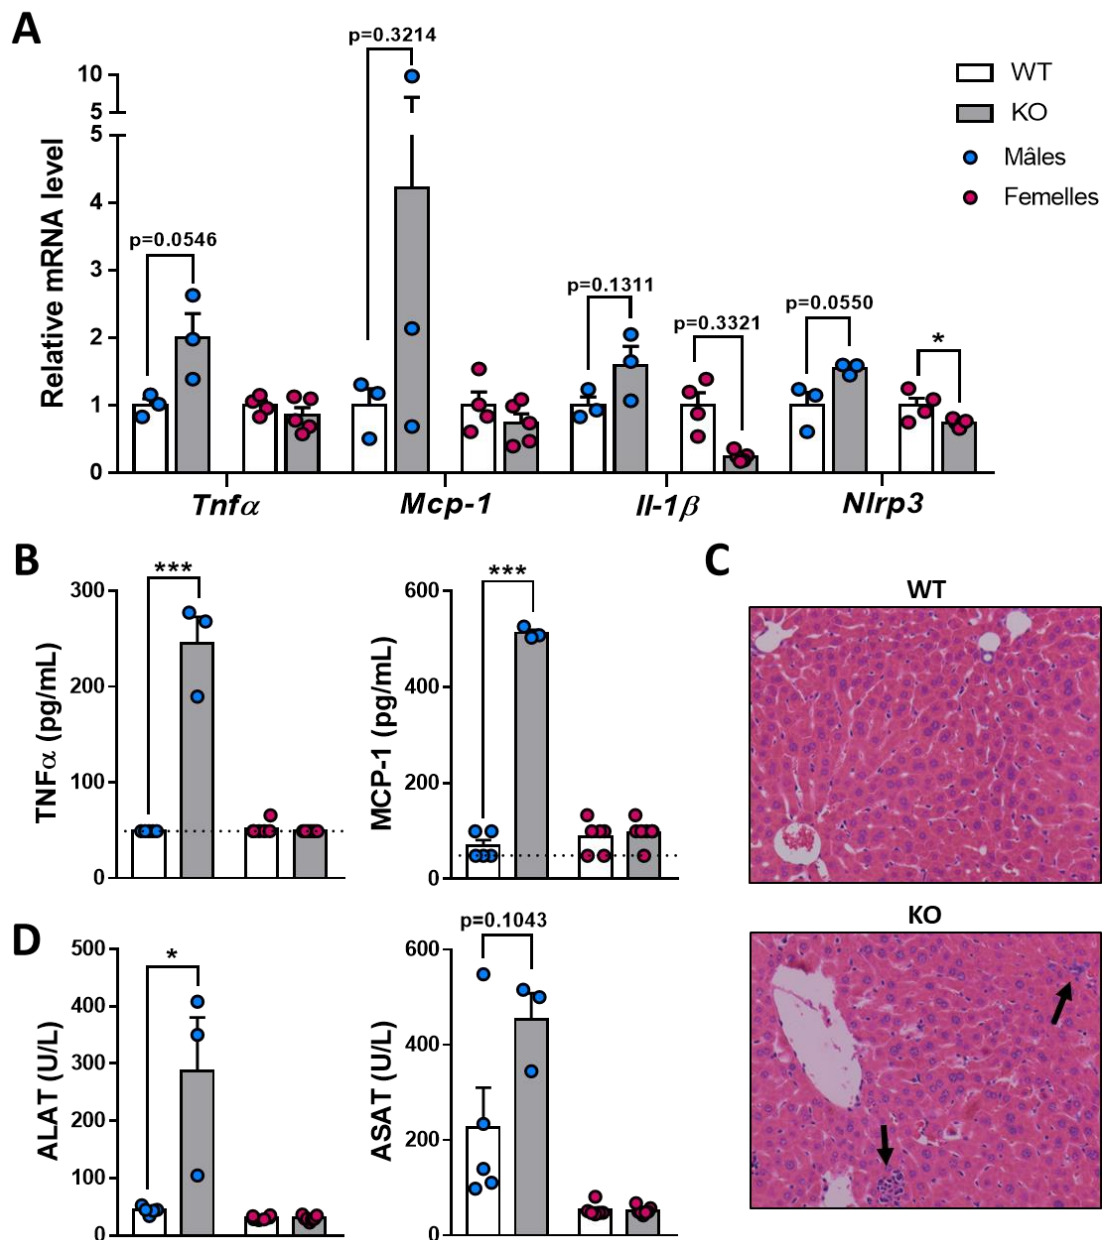 A
p=0.3214
WT
KO
Mâles
Femelles
Relative mRNA level
10
5
5
4
3
2
1
0
p=0.0546
p=0.1311
p=0.3321
p=0.0550
*
Tnfα
Mcp-1
Il-1β
Nlrp3
B
TNFα (pg/mL)
300
200
100
0
***
MCP-1 (pg/mL)
600
400
200
0
***
C
WT
KO
D
ALAT (U/L)
500
400
300
200
100
0
*
ASAT (U/L)
600
400
200
0
p=0.1043